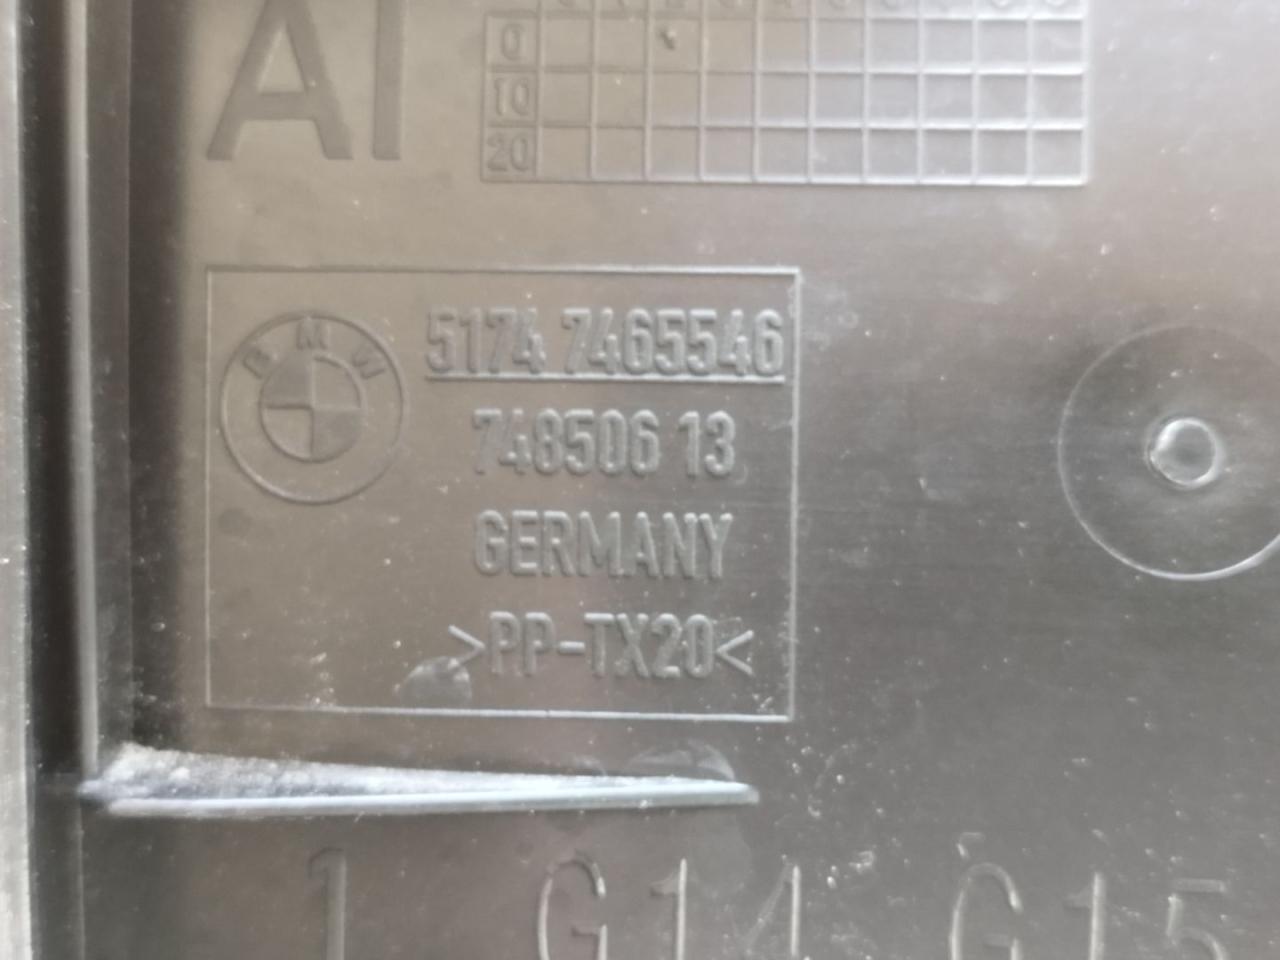 AI
0
10
20
BMW
5174 7465546
748506 13
GERMANY
>PP-TX20<
1 G14 G15